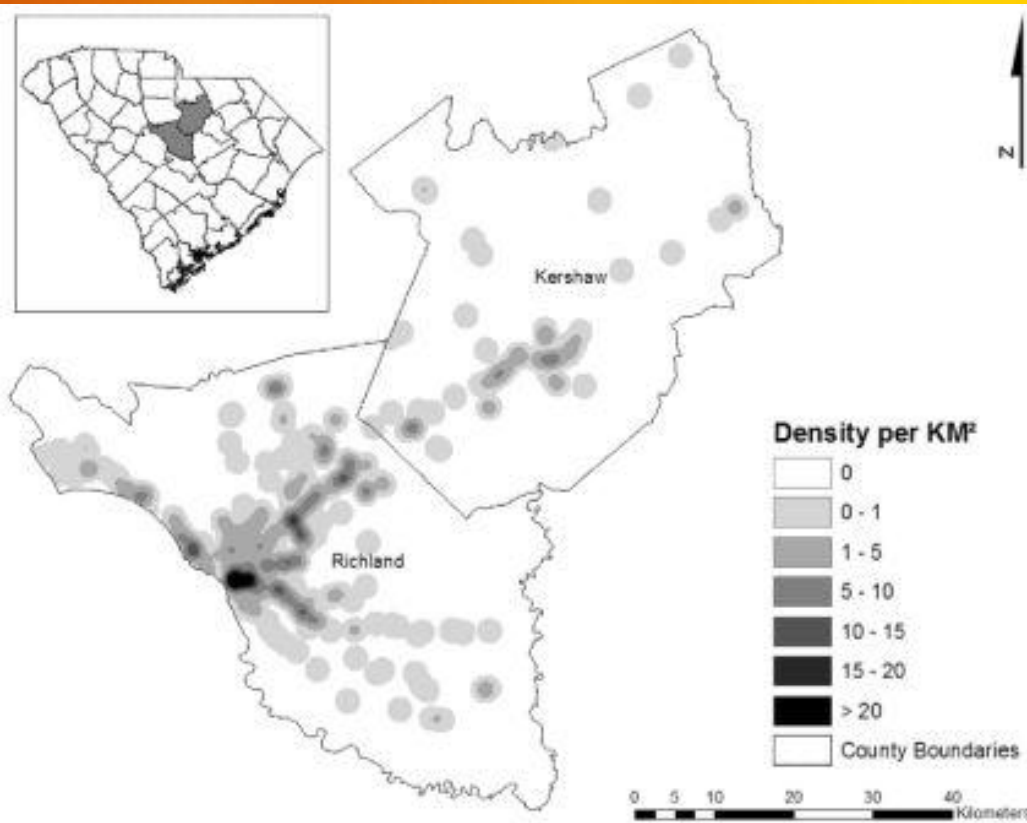 N
Kershaw
Richland
Density per KM²
0
0 - 1
1 - 5
5 - 10
10 - 15
15 - 20
> 20
County Boundaries
0 5 10 20 30 40
Kilometers